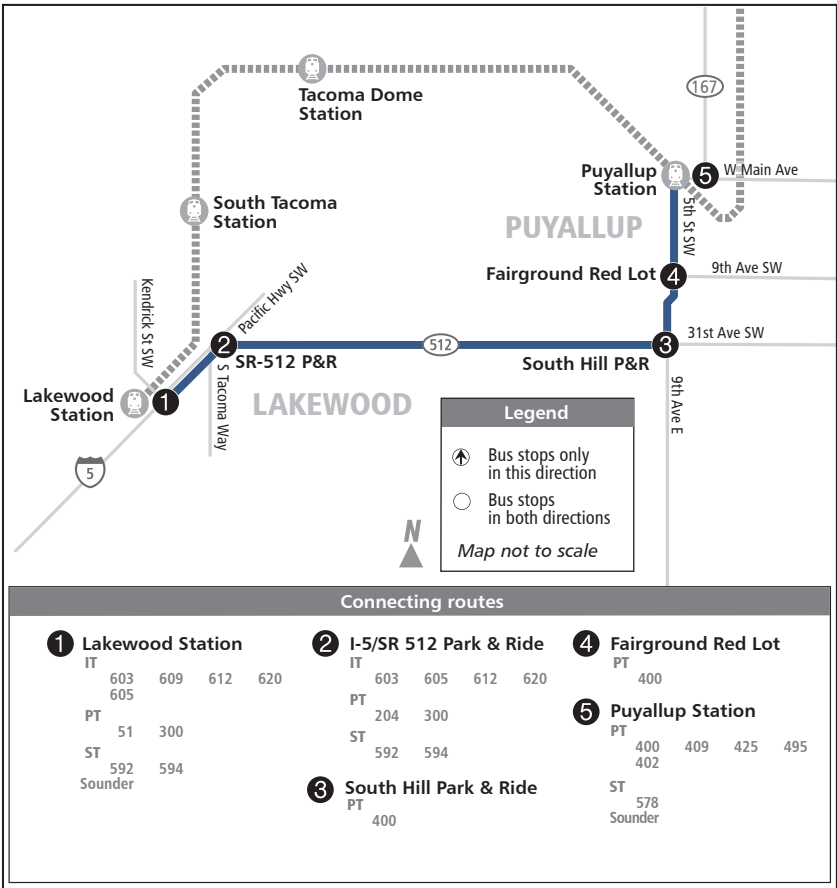 167
Tacoma Dome
Station
Puyallup
Station
5
W Main Ave
South Tacoma
Station
PUYALLUP
5th St SW
Fairground Red Lot
4
9th Ave SW
Kendrick St SW
Pacific Hwy SW
2
SR-512 P&R
512
3
31st Ave SW
South Hill P&R
Lakewood
Station
1
S Tacoma Way
LAKEWOOD
9th Ave E
5
Legend
Bus stops only
in this direction
Bus stops
in both directions
Map not to scale
N
Connecting routes
1 Lakewood Station
IT
603 609 612 620
605
PT
51 300
ST
592 594
Sounder
2 I-5/SR 512 Park & Ride
IT
603 605 612 620
PT
204 300
ST
592 594
3 South Hill Park & Ride
PT
400
4 Fairground Red Lot
PT
400
5 Puyallup Station
PT
400 409 425 495
402
ST
578
Sounder